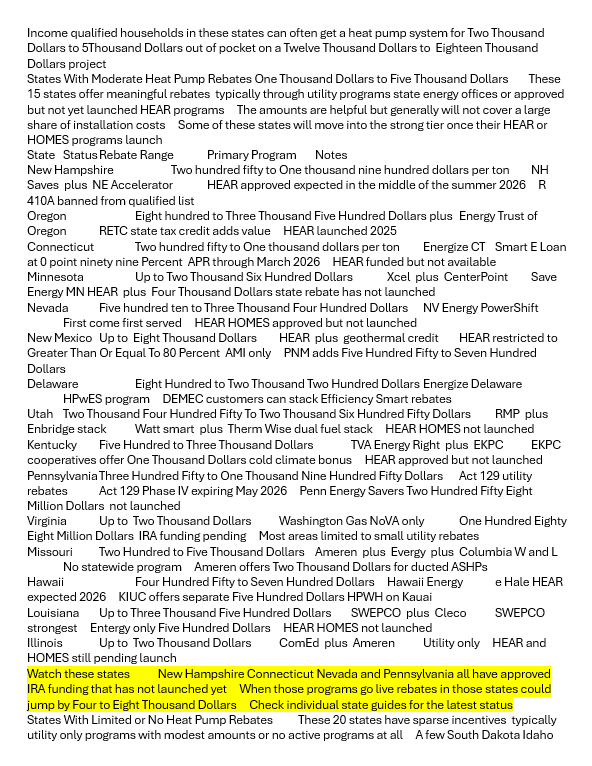 Income qualified households in these states can often get a heat pump system for Two Thousand
Dollars to 5Thousand Dollars out of pocket on a Twelve Thousand Dollars to  Eighteen Thousand
Dollars project
States With Moderate Heat Pump Rebates One Thousand Dollars to Five Thousand Dollars  These
15 states offer meaningful rebates  typically through utility programs state energy offices or approved
but not yet launched HEAR programs  The amounts are helpful but generally will not cover a large
share of installation costs  Some of these states will move into the strong tier once their HEAR or
HOMES programs launch
State  Status Rebate Range  Primary Program  Notes
New Hampshire  Two hundred fifty to One thousand nine hundred dollars per ton  NH
Saves  plus  NE Accelerator  HEAR approved expected in the middle of the summer 2026  R
410A banned from qualified list
Oregon  Eight hundred to Three Thousand Five Hundred Dollars plus  Energy Trust of
Oregon  RETC state tax credit adds value  HEAR launched 2025
Connecticut  Two hundred fifty to One thousand dollars per ton  Energize CT  Smart E Loan
at 0 point ninety nine Percent  APR through March 2026  HEAR funded but not available
Minnesota  Up to Two Thousand Six Hundred Dollars  Xcel  plus  CenterPoint  Save
Energy MN HEAR  plus  Four Thousand Dollars state rebate has not launched
Nevada  Five hundred ten to Three Thousand Four Hundred Dollars  NV Energy PowerShift
First come first served  HEAR HOMES approved but not launched
New Mexico  Up to  Eight Thousand Dollars  HEAR  plus  geothermal credit  HEAR restricted to
Greater Than Or Equal To 80 Percent  AMI only  PNM adds Five Hundred Fifty to Seven Hundred
Dollars
Delaware  Eight Hundred to Two Thousand Two Hundred Dollars Energize Delaware
HPwES program  DEMEC customers can stack Efficiency Smart rebates
Utah  Two Thousand Four Hundred Fifty To Two Thousand Six Hundred Fifty Dollars  RMP  plus
Enbridge stack  Watt smart  plus  Therm Wise dual fuel stack  HEAR HOMES not launched
Kentucky  Five Hundred to Three Thousand Dollars  TVA Energy Right  plus  EKPC  EKPC
cooperatives offer One Thousand Dollars cold climate bonus  HEAR approved but not launched
Pennsylvania Three Hundred to One Thousand Nine Hundred Fifty Dollars  Act 129 utility
rebates  Act 129 Phase IV expiring May 2026  Penn Energy Savers Two Hundred Fifty Eight
Million Dollars  not launched
Virginia  Up to  Two Thousand Dollars  Washington Gas NoVA only  One Hundred Eighty
Eight Million Dollars  IRA funding pending  Most areas limited to small utility rebates
Missouri  Two Hundred to Five Thousand Dollars  Ameren  plus  Evergy  plus  Columbia W and L
No statewide program  Ameren offers Two Thousand Dollars for ducted ASHPs
Hawaii  Four Hundred Fifty to Seven Hundred Dollars  Hawaii Energy  e Hale HEAR
expected 2026  KIUC offers separate Five Hundred Dollars HPWH on Kauai
Louisiana  Up to Three Thousand Five Hundred Dollars  SWEPCO  plus  Cleco  SWEPCO
strongest  Entergy only Five Hundred Dollars  HEAR HOMES not launched
Illinois  Up to  Two Thousand Dollars  ComEd  plus  Ameren  Utility only  HEAR and
HOMES still pending launch
Watch these states  New Hampshire Connecticut Nevada and Pennsylvania all have approved
IRA funding that has not launched yet  When those programs go live rebates in those states could
jump by Four to Eight Thousand Dollars  Check individual state guides for the latest status
States With Limited or No Heat Pump Rebates  These 20 states have sparse incentives  typically
utility only programs with modest amounts or no active programs at all  A few South Dakota Idaho